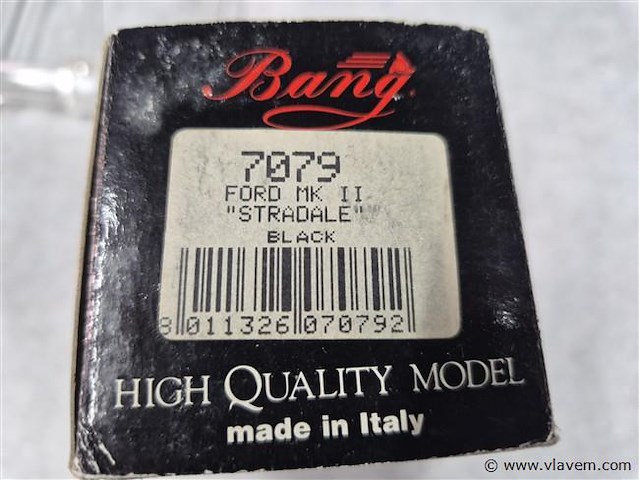 Bang
7079
FORD MK II
"STRADALE"
BLACK
8 011326 070792
HIGH QUALITY MODEL
made in Italy
© www.vlavem.com